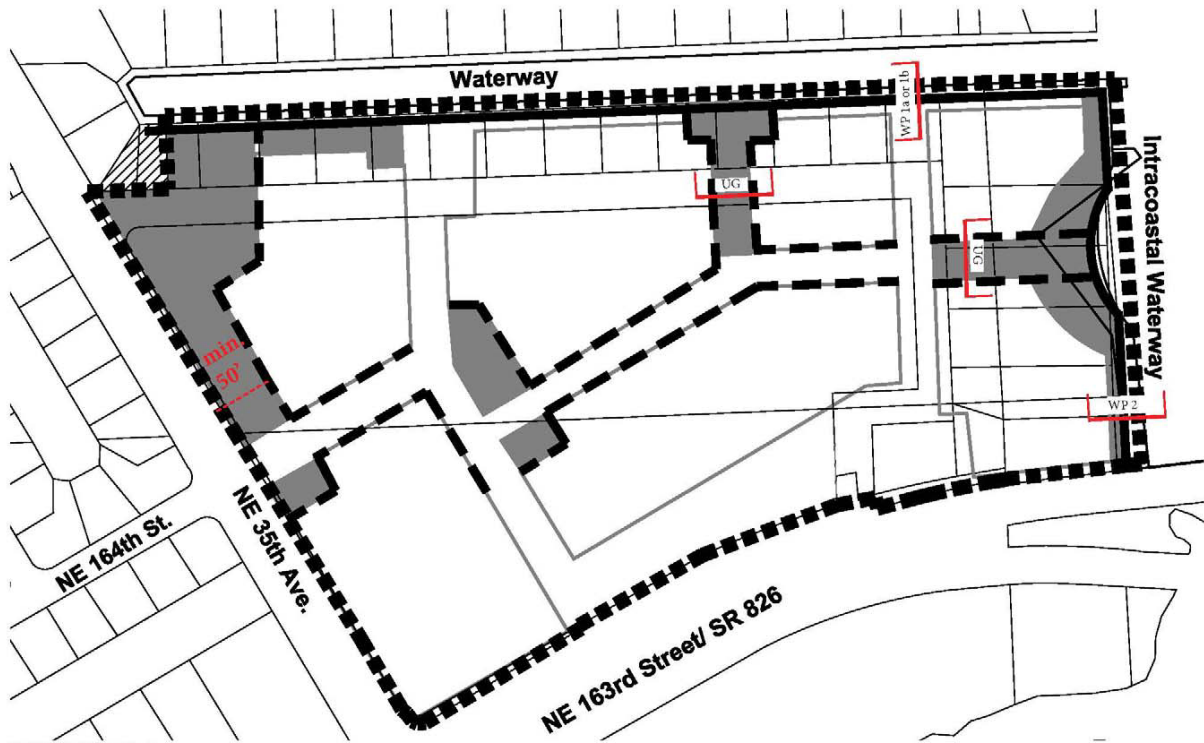 Waterway
WP 1a or 1b
UG
UG
Intracoastal Waterway
min.
50’
WP 2
NE 35th Ave.
NE 164th St.
NE 163rd Street/ SR 826